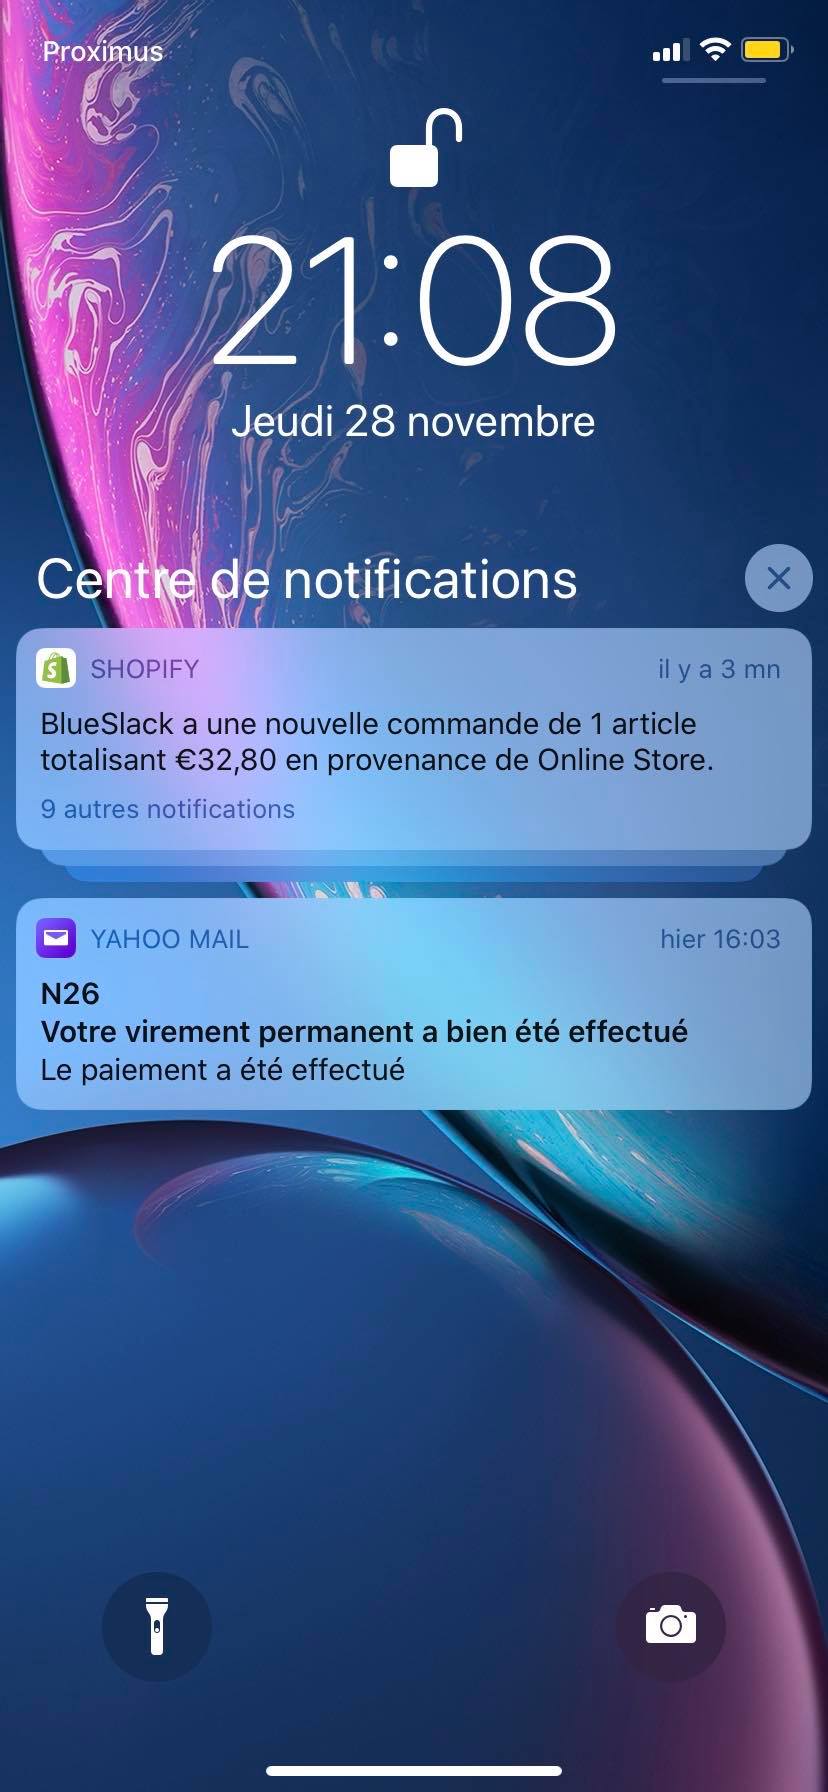 Proximus
21:08
Jeudi 28 novembre
Centre de notifications
SHOPIFY il y a 3 mn
BlueSlack a une nouvelle commande de 1 article
totalisant €32,80 en provenance de Online Store.
9 autres notifications
YAHOO MAIL hier 16:03
N26
Votre virement permanent a bien été effectué
Le paiement a été effectué